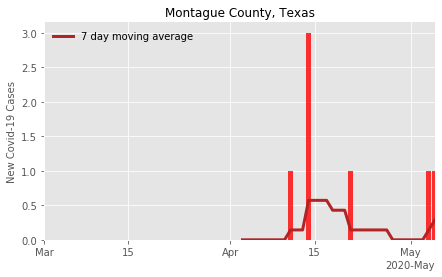 Montague County, Texas
7 day moving average
New Covid-19 Cases
3.0
2.5
2.0
1.5
1.0
0.5
0.0
Mar 15 Apr 15 May
2020-May